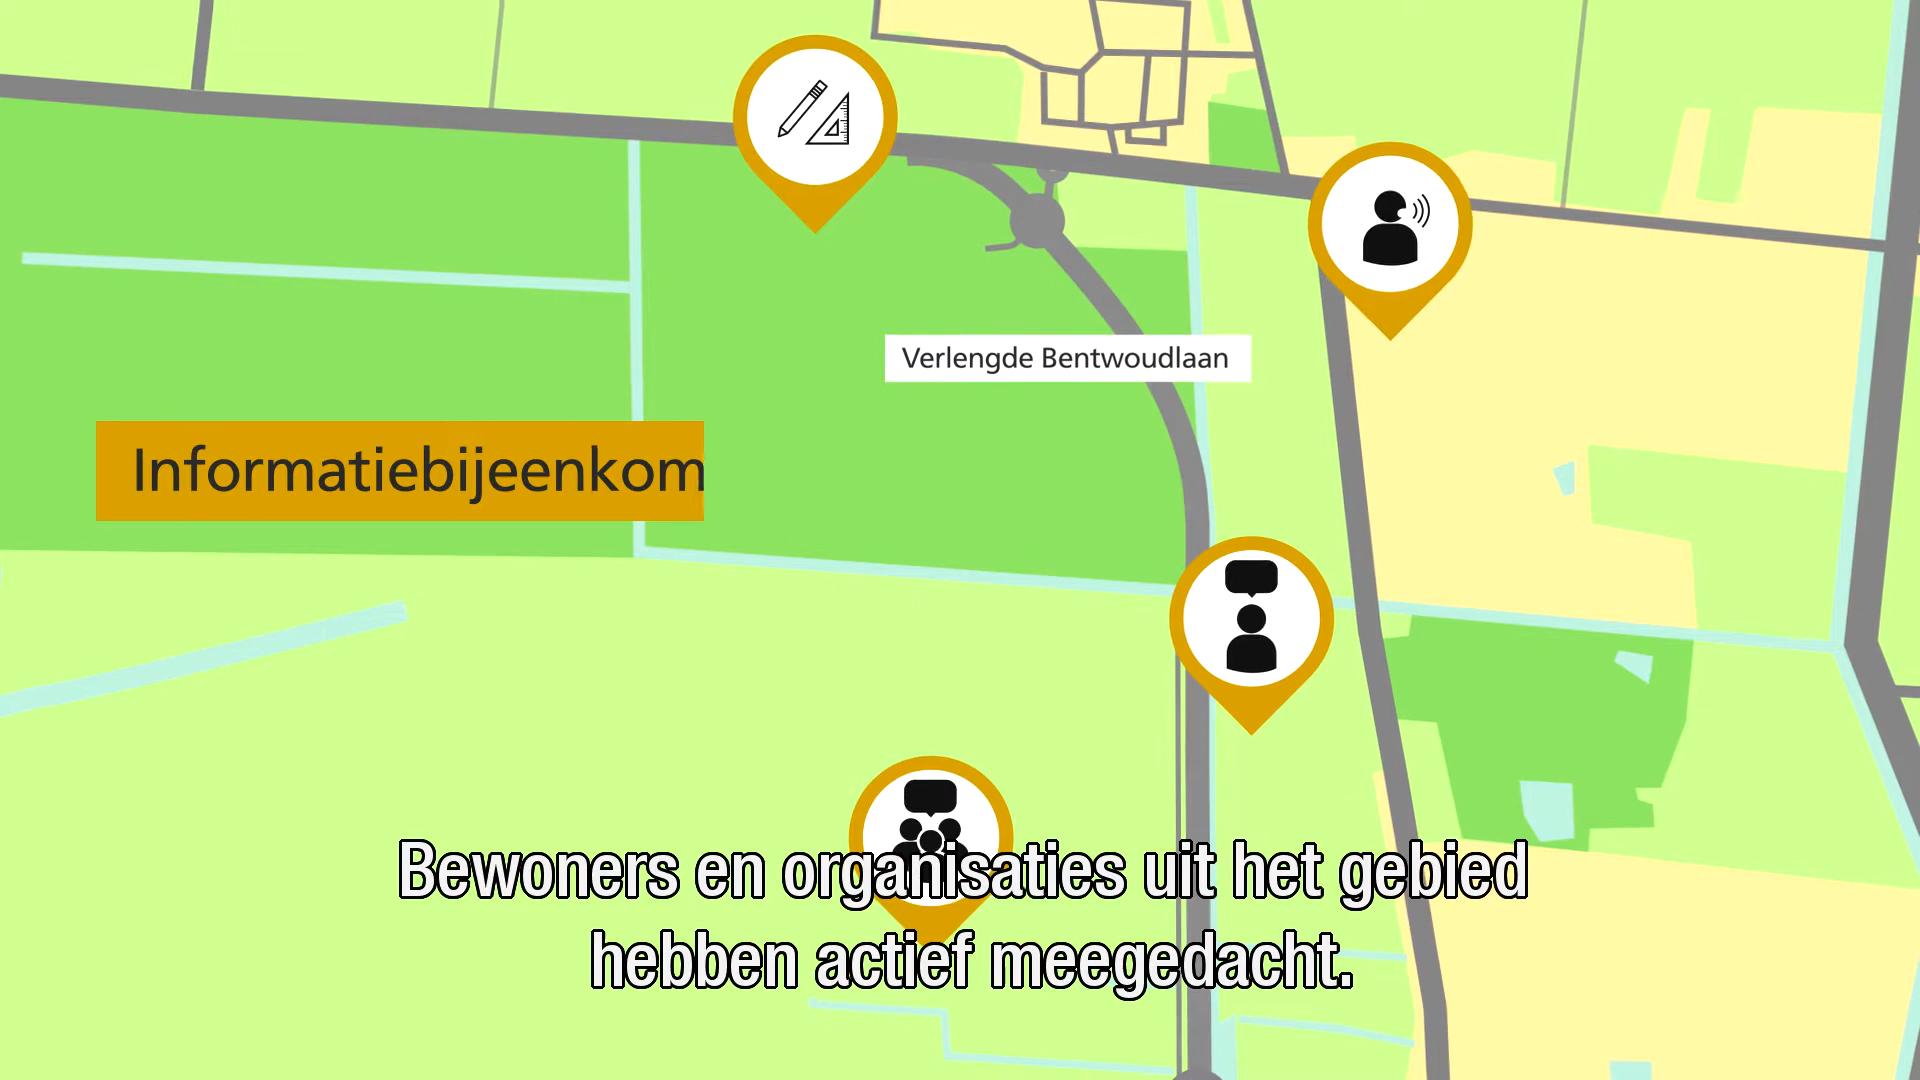 Verlengde Bentwoudlaan
Informatiebijeenkom
Bewoners en organisaties uit het gebied
hebben actief meegedacht.